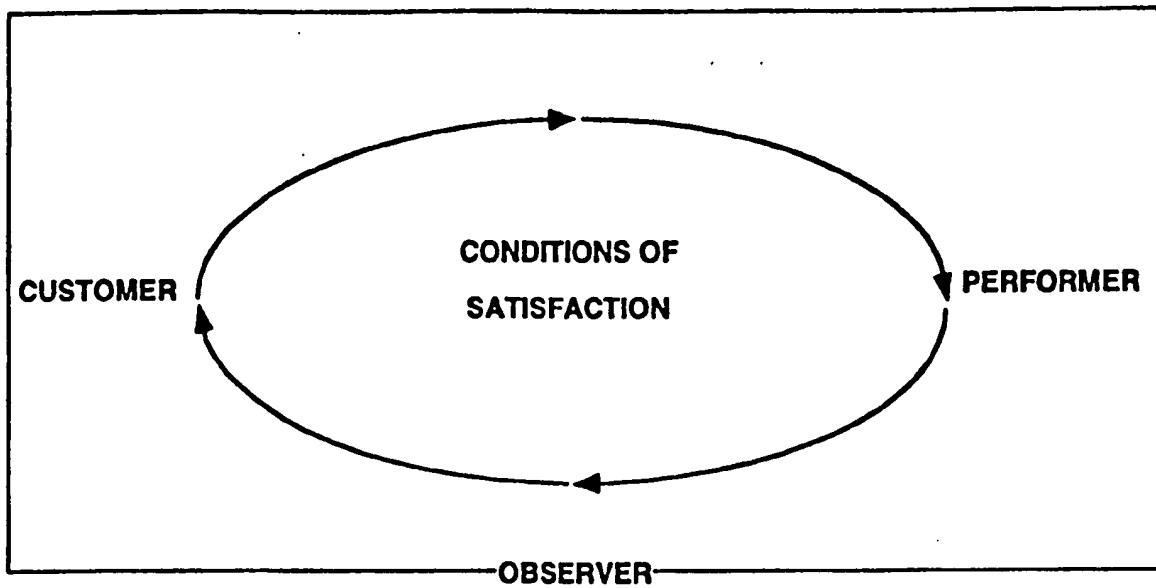 CONDITIONS OF
SATISFACTION
CUSTOMER
PERFORMER
OBSERVER